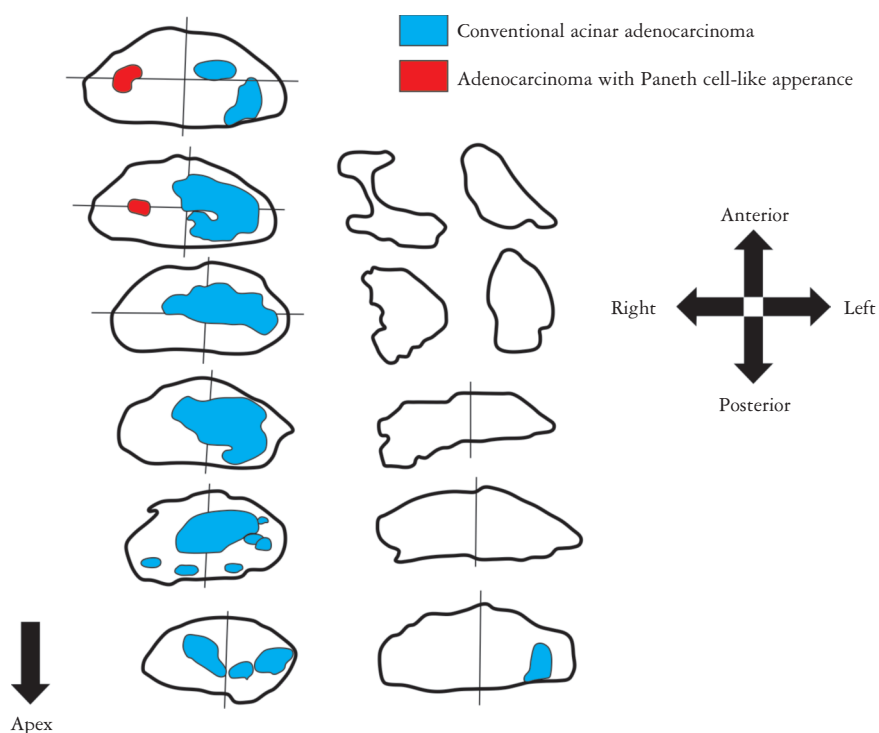 Conventional acinar adenocarcinoma
Adenocarcinoma with Paneth cell-like apperance
Anterior
Right
Left
Posterior
Apex